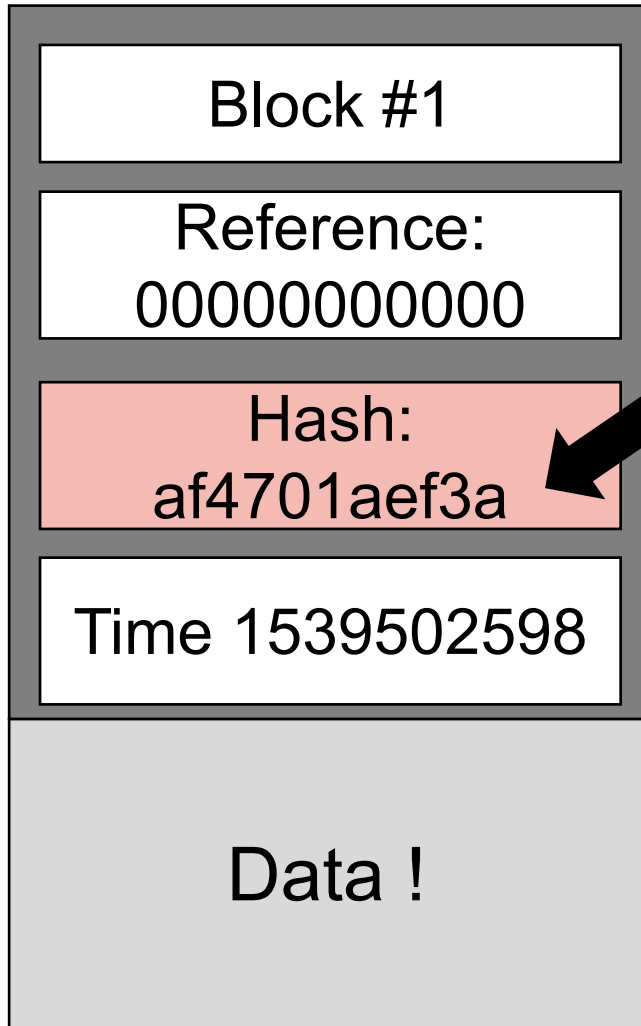 Block #1
Reference:
00000000000
Hash:
af4701aef3a
Time 1539502598
Data !